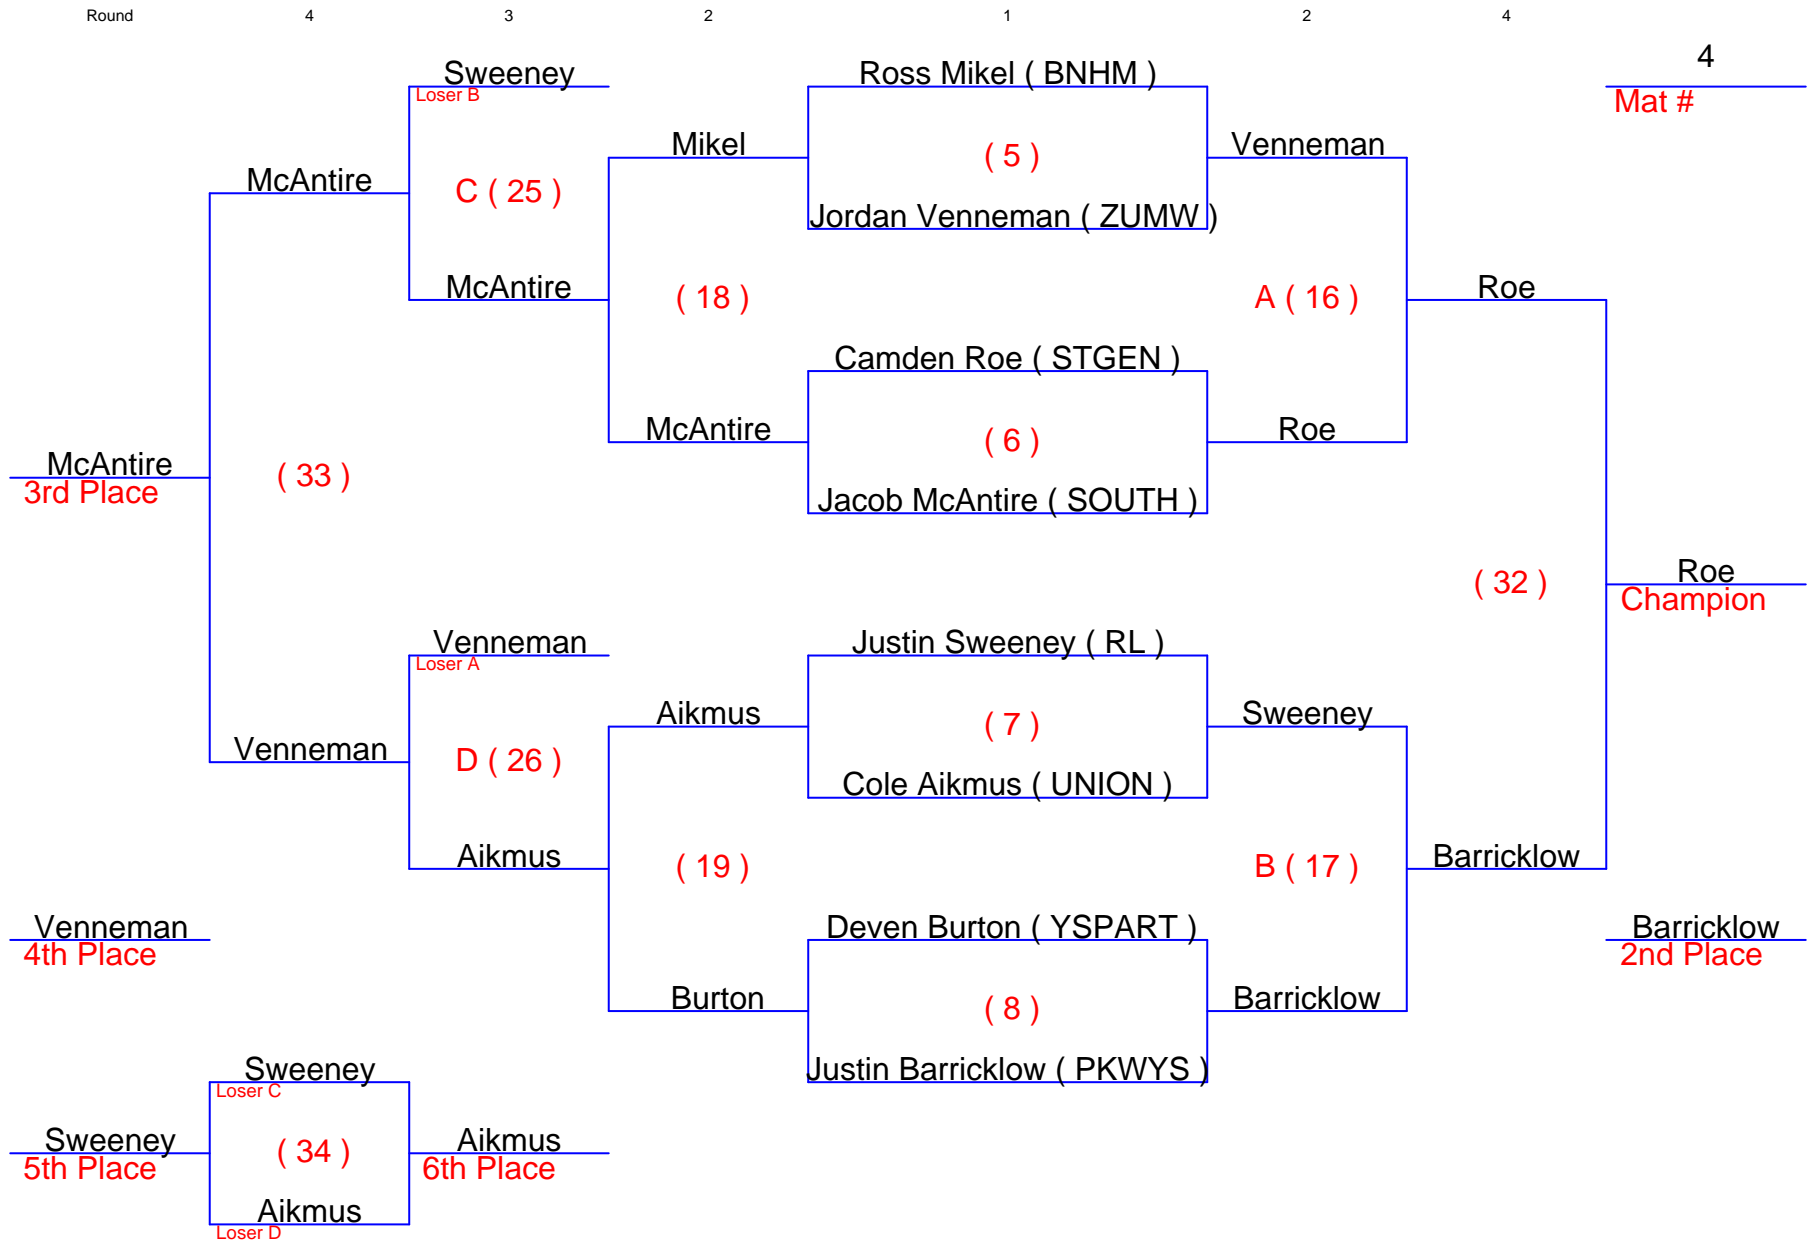 Round 4 3 2 1 2 4
4
Mat #
Sweeney
Loser B
Ross Mikel ( BNHM )
Mikel
( 5 )
Venneman
McAntire
C ( 25 )
Jordan Venneman ( ZUMW )
McAntire
( 18 )
A ( 16 )
Roe
Camden Roe ( STGEN )
McAntire
( 6 )
Roe
McAntire
3rd Place
( 33 )
Jacob McAntire ( SOUTH )
( 32 )
Roe
Champion
Venneman
Loser A
Justin Sweeney ( RL )
Aikmus
( 7 )
Sweeney
Venneman
D ( 26 )
Cole Aikmus ( UNION )
Aikmus
( 19 )
B ( 17 )
Barricklow
Venneman
4th Place
Deven Burton ( YSPART )
Barricklow
2nd Place
Burton
( 8 )
Barricklow
Sweeney
Loser C
Justin Barricklow ( PKWYS )
Sweeney
5th Place
( 34 )
Aikmus
6th Place
Aikmus
Loser D